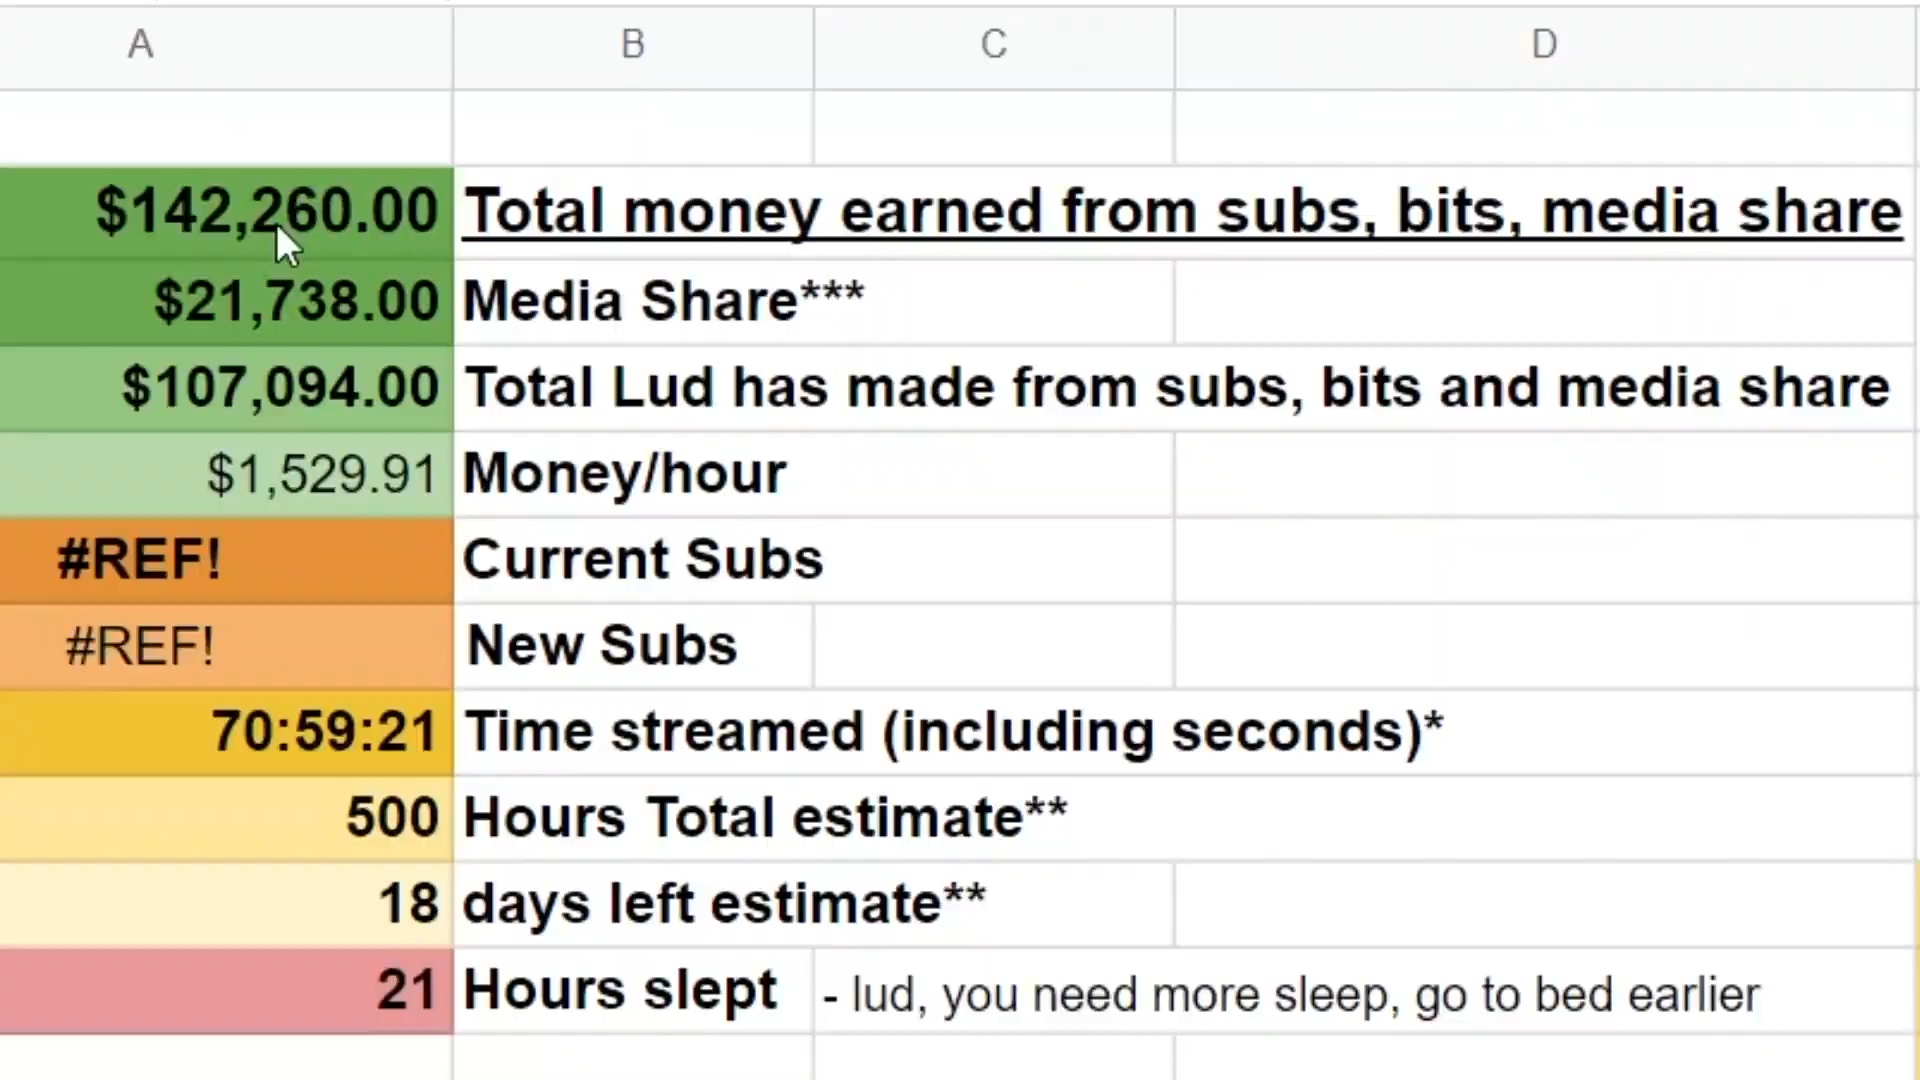 A B C D
$142,260.00 Total money earned from subs, bits, media share
$21,738.00 Media Share***
$107,094.00 Total Lud has made from subs, bits and media share
$1,529.91 Money/hour
#REF! Current Subs
#REF! New Subs
70:59:21 Time streamed (including seconds)*
500 Hours Total estimate**
18 days left estimate**
21 Hours slept - lud, you need more sleep, go to bed earlier